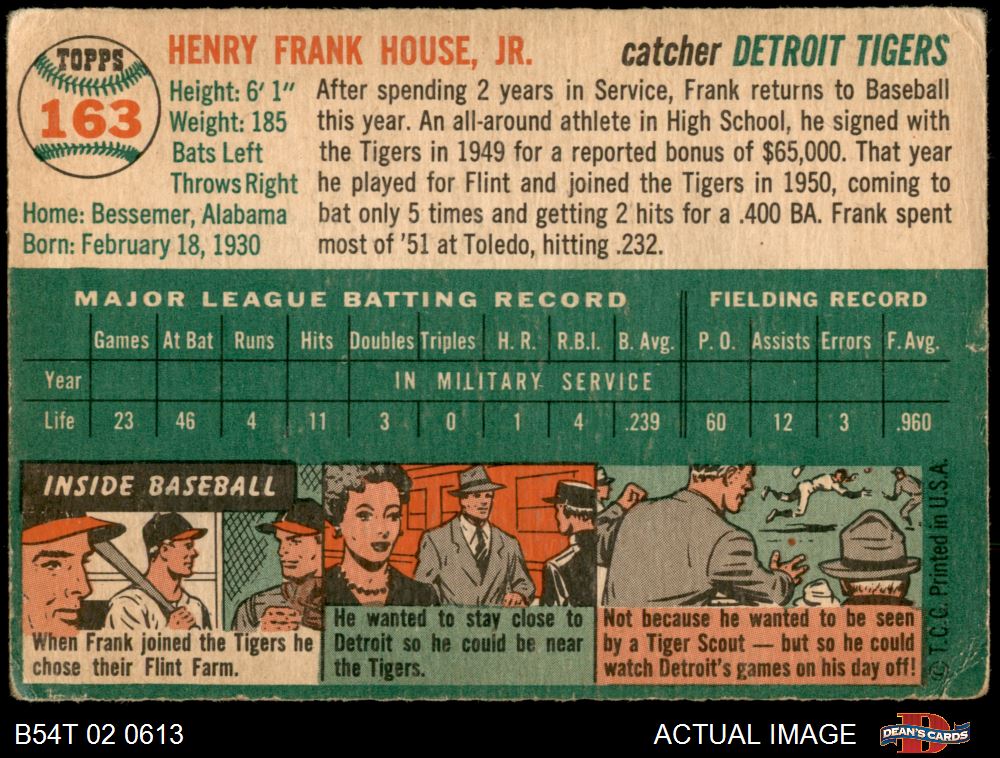 TOPPS
163
HENRY FRANK HOUSE, JR.
catcher DETROIT TIGERS
Height: 6' 1"
Weight: 185
Bats Left
Throws Right
Home: Bessemer, Alabama
Born: February 18, 1930
After spending 2 years in Service, Frank returns to Baseball
this year. An all-around athlete in High School, he signed with
the Tigers in 1949 for a reported bonus of $65,000. That year
he played for Flint and joined the Tigers in 1950, coming to
bat only 5 times and getting 2 hits for a .400 BA. Frank spent
most of '51 at Toledo, hitting .232.
MAJOR LEAGUE BATTING RECORD FIELDING RECORD
Games At Bat Runs Hits Doubles Triples H. R. R.B.I. B. Avg. P. O. Assists Errors F. Avg.
Year IN MILITARY SERVICE
Life 23 46 4 11 3 0 1 4 .239 60 12 3 .960
INSIDE BASEBALL
When Frank joined the Tigers he
chose their Flint Farm.
He wanted to stay close to
Detroit so he could be near
the Tigers.
Not because he wanted to be seen
by a Tiger Scout — but so he could
watch Detroit's games on his day off!
© T.C.G. Printed in U.S.A.
B54T 02 0613
ACTUAL IMAGE
D
DEAN'S CARDS